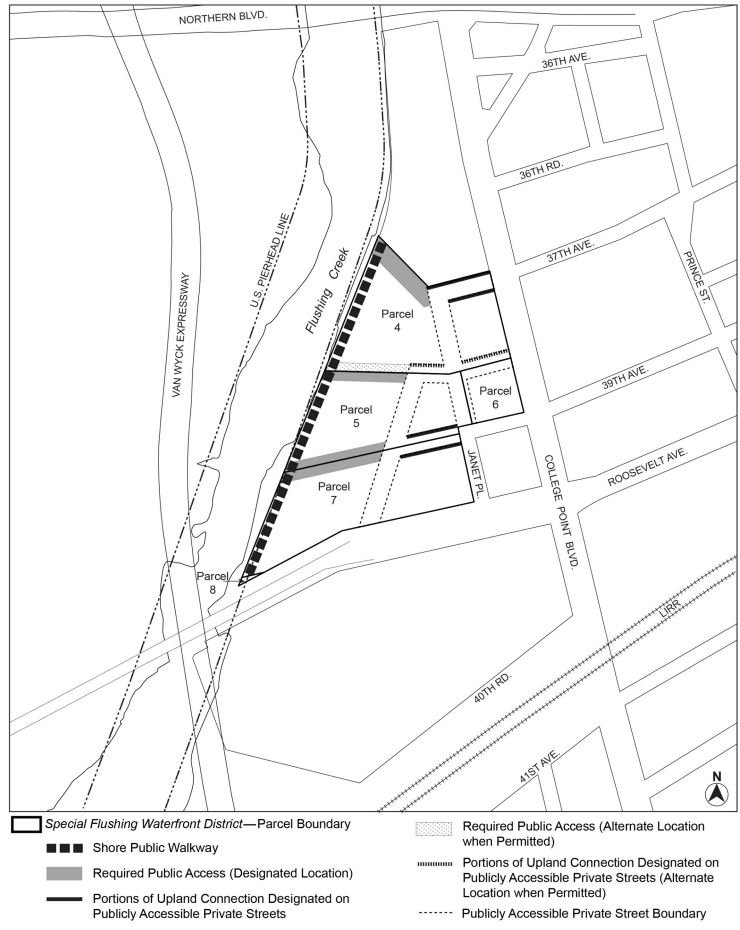 NORTHERN BLVD.
36TH AVE.
36TH RD.
37TH AVE.
PRINCE ST.
U.S. PIERHEAD LINE
Flushing Creek
VAN WYCK EXPRESSWAY
Parcel
4
39TH AVE.
Parcel
6
Parcel
5
ROOSEVELT AVE.
JANET PL.
COLLEGE POINT BLVD.
Parcel
7
Parcel
8
LIRR
40TH RD.
41ST AVE.
N
Special Flushing Waterfront District—Parcel Boundary
Shore Public Walkway
Required Public Access (Designated Location)
Portions of Upland Connection Designated on
Publicly Accessible Private Streets
Required Public Access (Alternate Location
when Permitted)
Portions of Upland Connection Designated on
Publicly Accessible Private Streets (Alternate
Location when Permitted)
Publicly Accessible Private Street Boundary